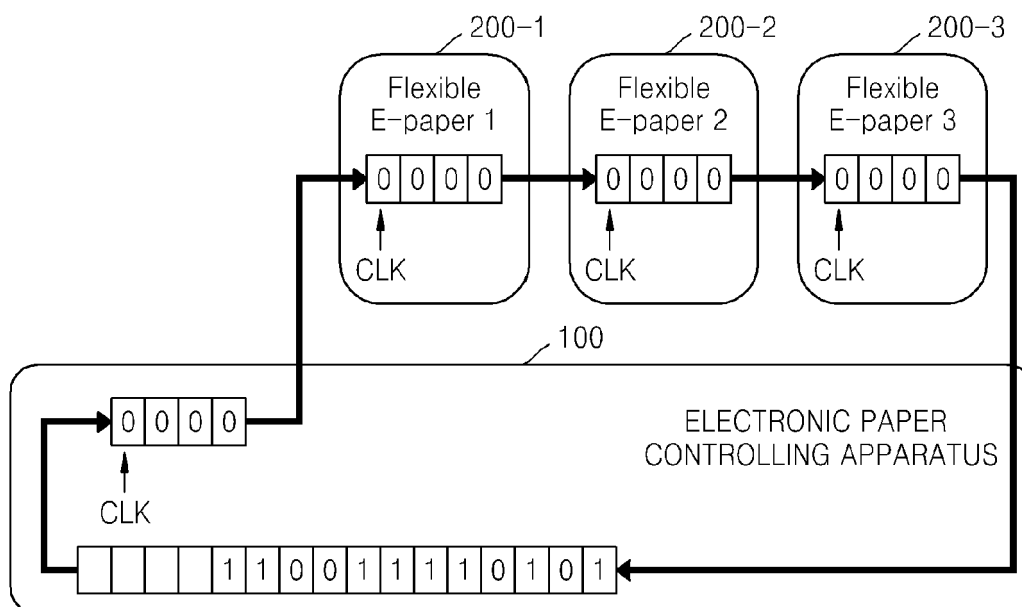 200-1
200-2
200-3
Flexible
E-paper 1
Flexible
E-paper 2
Flexible
E-paper 3
0 0 0 0
0 0 0 0
0 0 0 0
CLK
CLK
CLK
100
0 0 0 0
ELECTRONIC PAPER
CONTROLLING APPARATUS
CLK
1 1 0 0 1 1 1 1 0 1 0 1